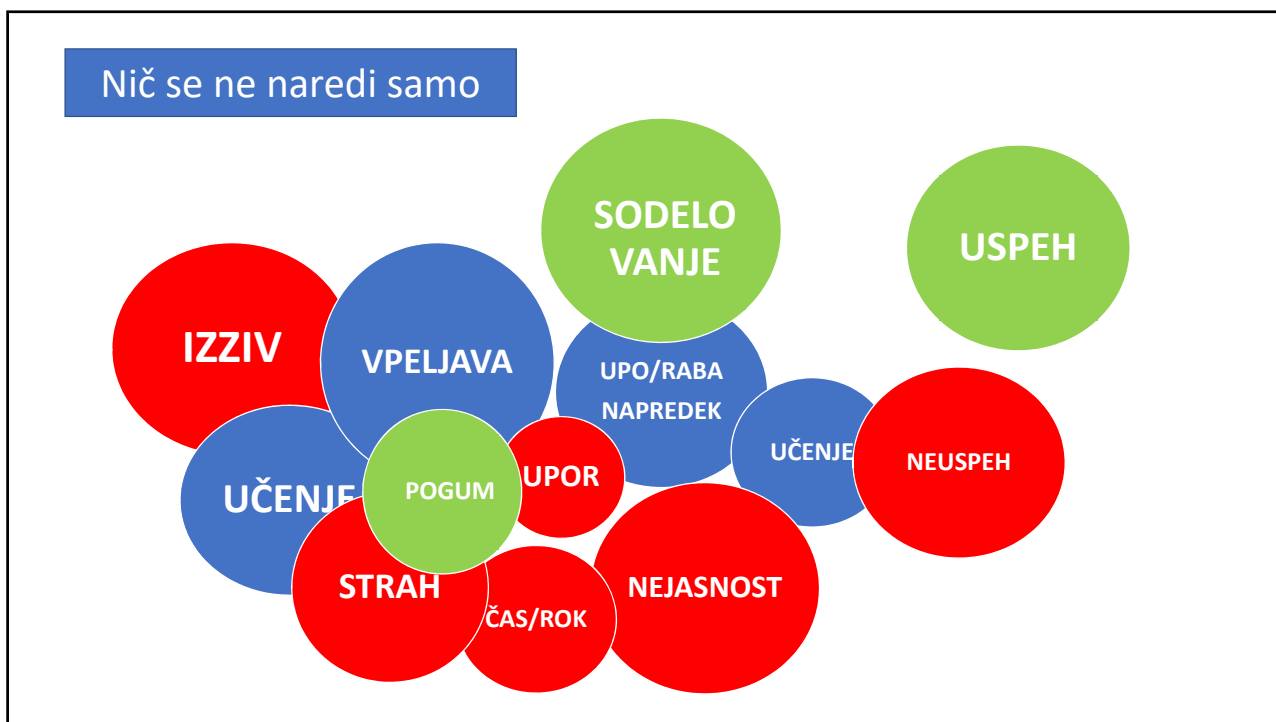 Nič se ne naredi samo
SODELO
VANJE
USPEH
IZZIV
VPELJAVA
UPO/RABA
NAPREDEK
UČENJE
NEUSPEH
UČENJE
POGUM
UPOR
STRAH
ČAS/ROK
NEJASNOST